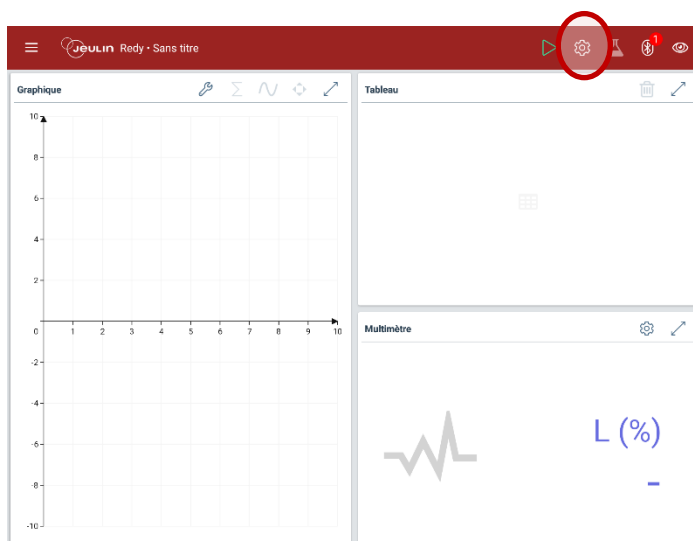 Jeulin Redy • Sans titre
1
Graphique
Tableau
10
8
6
4
2
0 1 2 3 4 5 6 7 8 9 10
-2
-4
-6
-8
-10
Multimètre
L (%)
-